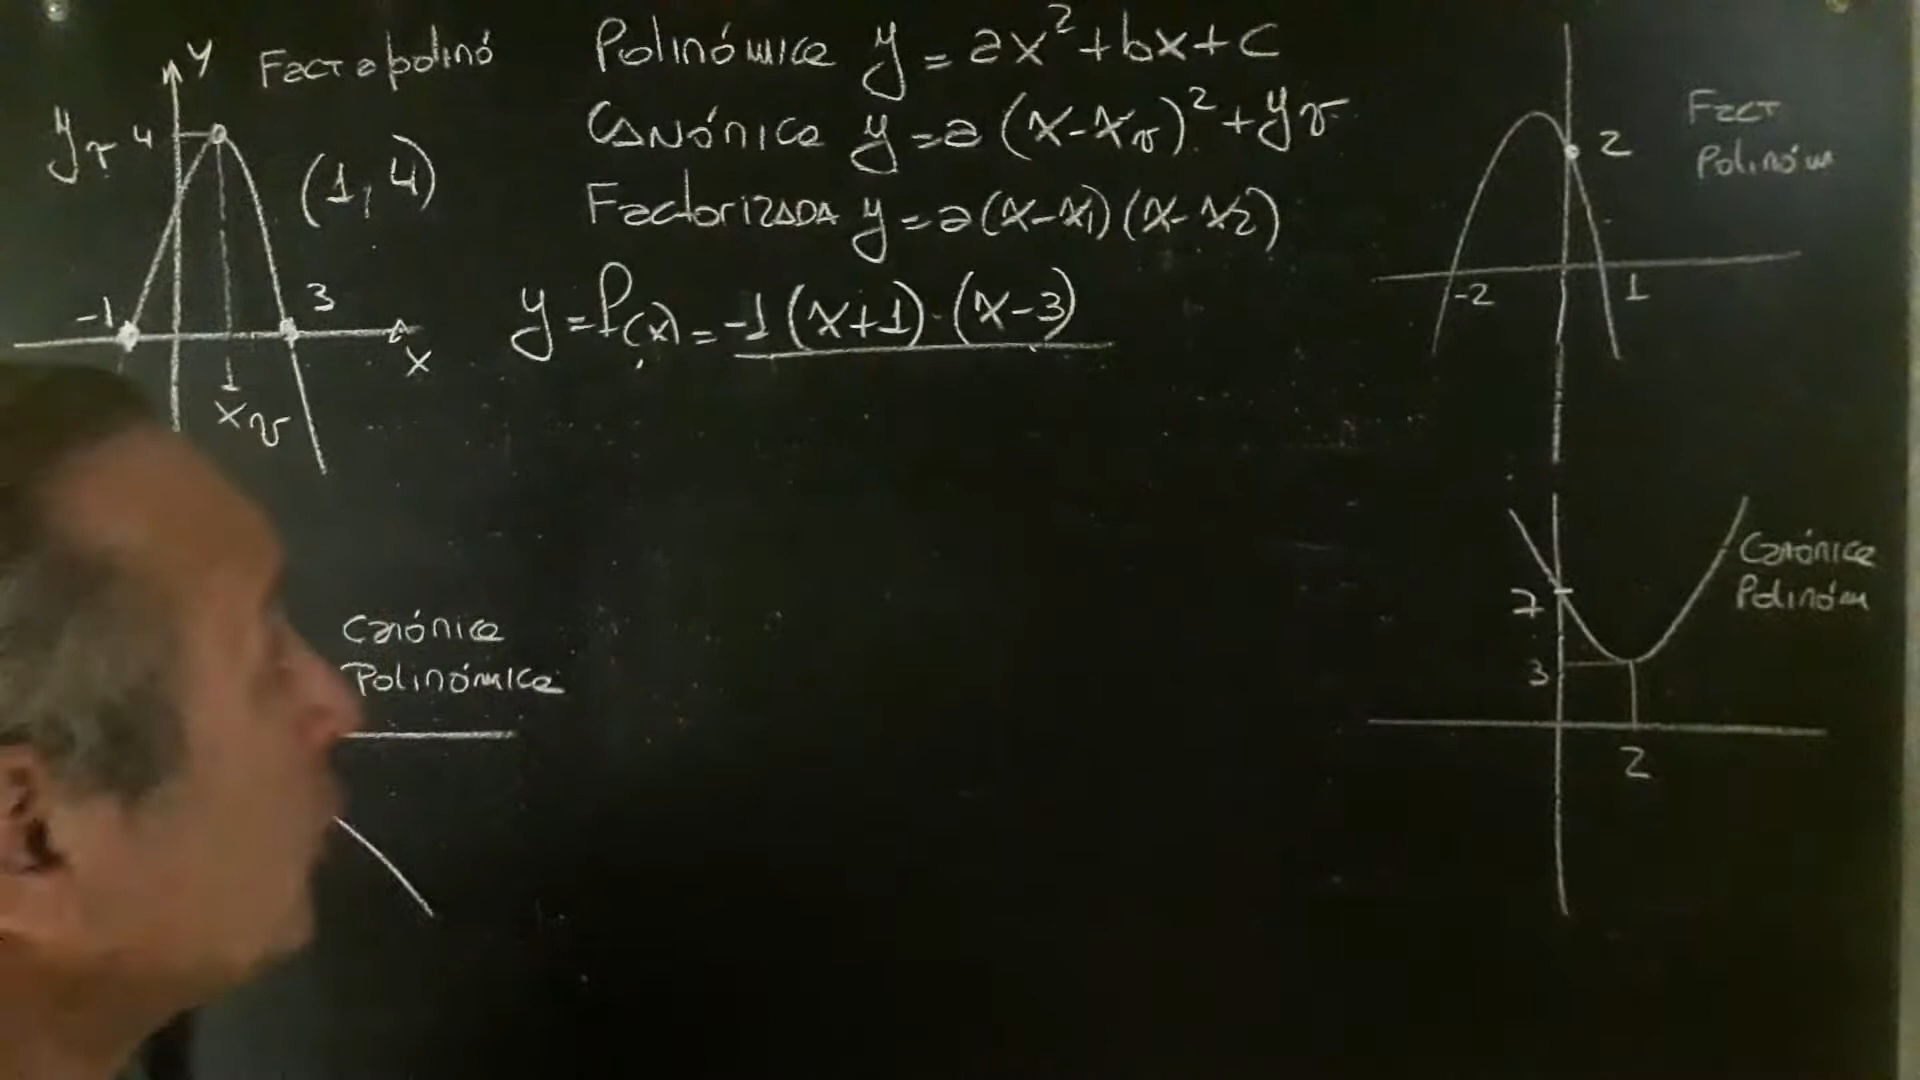 y
Fact a polinó
yv 4
(1, 4)
-1
3
x
1
xv
Polinómica y = ax² + bx + c
Canónica y = a (x - xv)² + yv
Factorizada y = a(x - x1)(x - x2)
y = f(x) = -1 (x+1) · (x-3)
Canónica
Polinómica
2
Fact
Polinóm
-2
1
7
3
2
Canónica
Polinóm